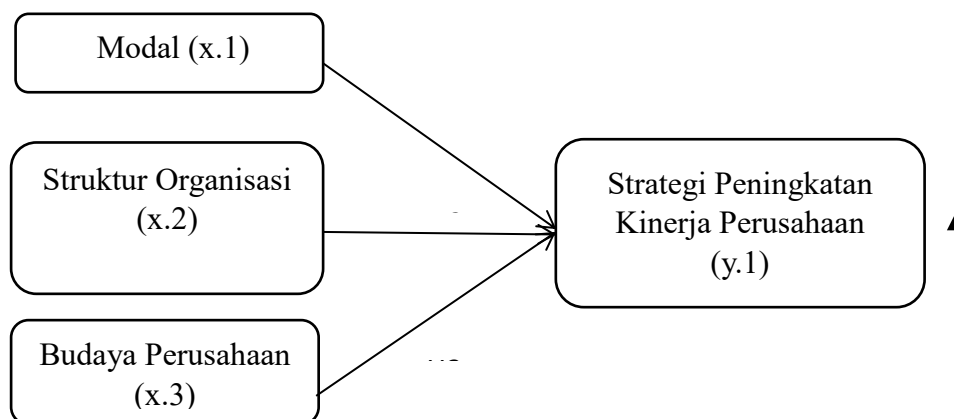 Modal (x.1)
Struktur Organisasi
(x.2)
Strategi Peningkatan
Kinerja Perusahaan
(y.1)
Budaya Perusahaan
(x.3)